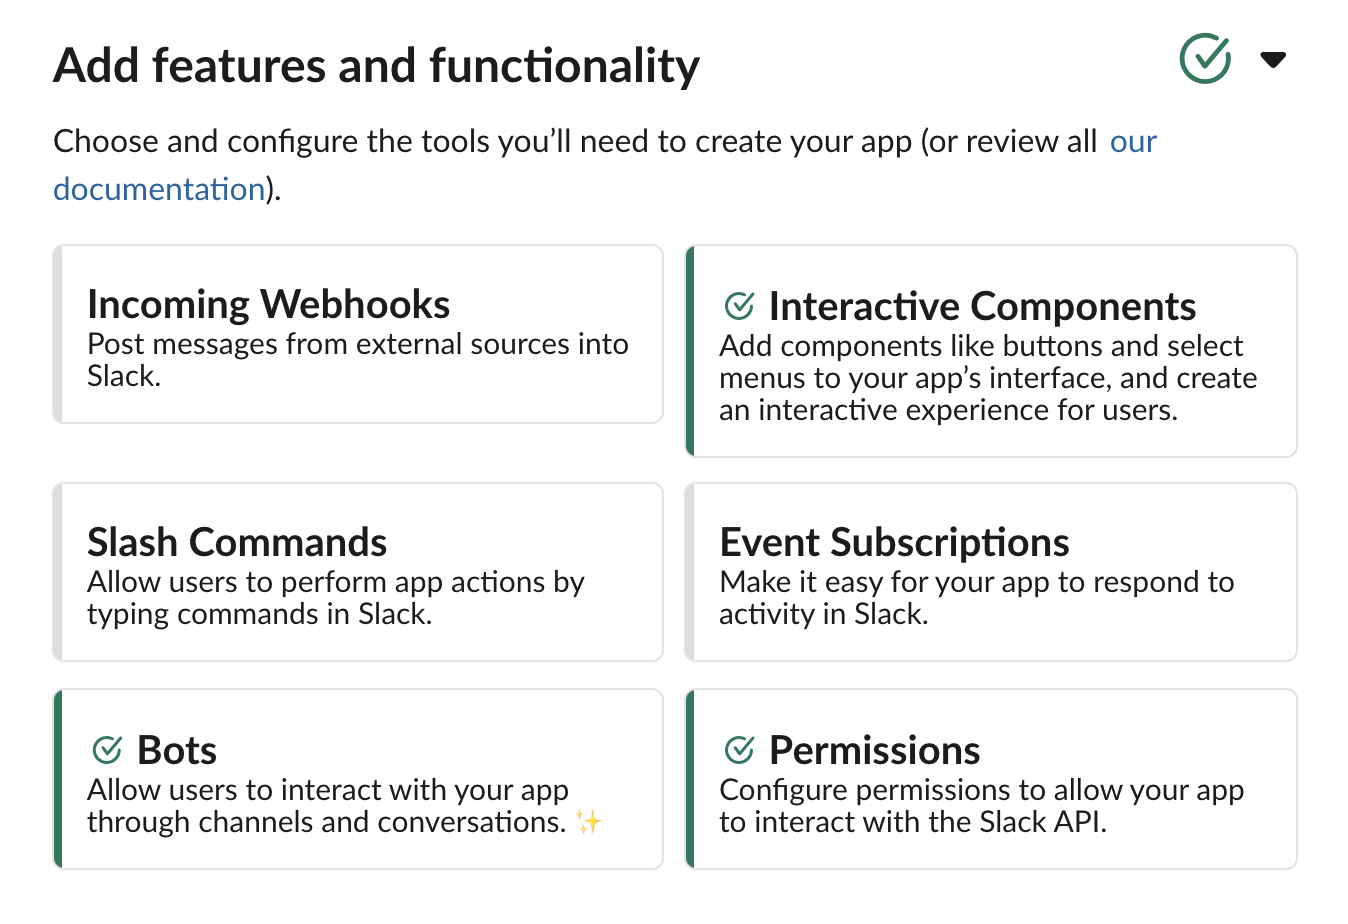 Add features and functionality
Choose and configure the tools you’ll need to create your app (or review all our
documentation).
Incoming Webhooks
Post messages from external sources into
Slack.
Interactive Components
Add components like buttons and select
menus to your app’s interface, and create
an interactive experience for users.
Slash Commands
Allow users to perform app actions by
typing commands in Slack.
Event Subscriptions
Make it easy for your app to respond to
activity in Slack.
Bots
Allow users to interact with your app
through channels and conversations. ✨
Permissions
Configure permissions to allow your app
to interact with the Slack API.